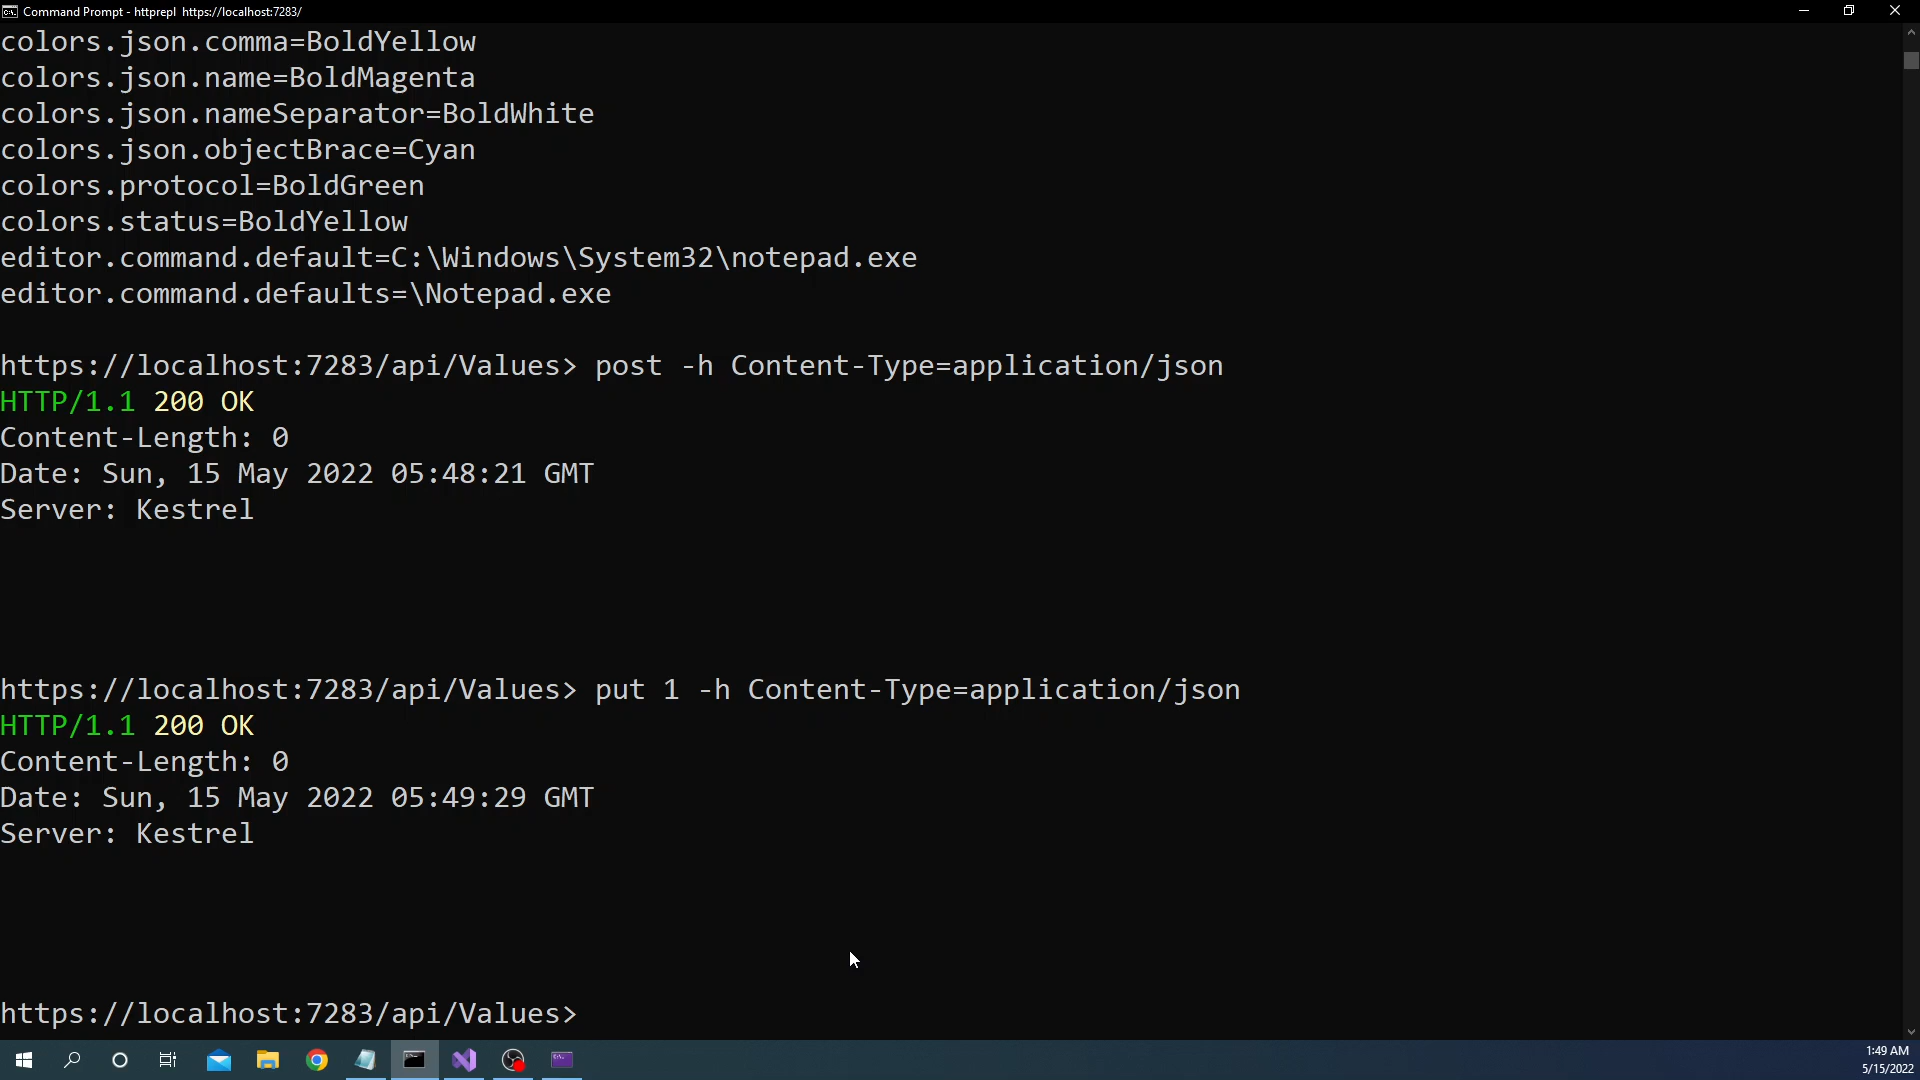 Command Prompt - httprepl https://localhost:7283/
colors.json.comma=BoldYellow
colors.json.name=BoldMagenta
colors.json.nameSeparator=BoldWhite
colors.json.objectBrace=Cyan
colors.protocol=BoldGreen
colors.status=BoldYellow
editor.command.default=C:\Windows\System32\notepad.exe
editor.command.defaults=\Notepad.exe
https://localhost:7283/api/Values> post -h Content-Type=application/json
HTTP/1.1 200 OK
Content-Length: 0
Date: Sun, 15 May 2022 05:48:21 GMT
Server: Kestrel
https://localhost:7283/api/Values> put 1 -h Content-Type=application/json
HTTP/1.1 200 OK
Content-Length: 0
Date: Sun, 15 May 2022 05:49:29 GMT
Server: Kestrel
https://localhost:7283/api/Values>
1:49 AM
5/15/2022